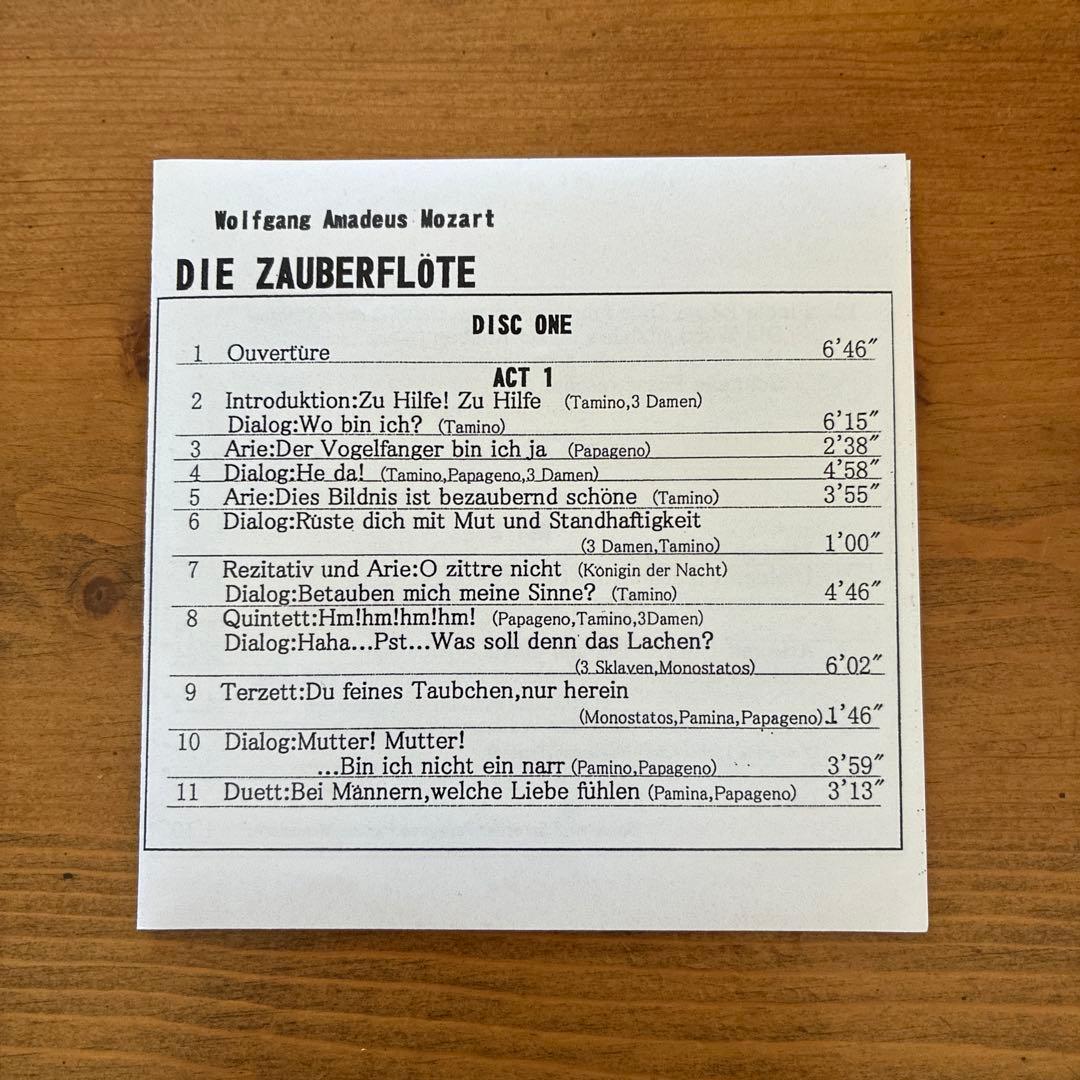 Wolfgang Amadeus Mozart
DIE ZAUBERFLÖTE
DISC ONE
1 Ouvertüre 6'46"
ACT 1
2 Introduktion:Zu Hilfe! Zu Hilfe (Tamino,3 Damen)
Dialog:Wo bin ich? (Tamino) 6'15"
3 Arie:Der Vogelfanger bin ich ja (Papageno) 2'38"
4 Dialog:He da! (Tamino,Papageno,3 Damen) 4'58"
5 Arie:Dies Bildnis ist bezaubernd schöne (Tamino) 3'55"
6 Dialog:Rüste dich mit Mut und Standhaftigkeit
(3 Damen,Tamino) 1'00"
7 Rezitativ und Arie:O zittre nicht (Königin der Nacht)
Dialog:Betauben mich meine Sinne? (Tamino) 4'46"
8 Quintett:Hm!hm!hm!hm! (Papageno,Tamino,3Damen)
Dialog:Haha...Pst...Was soll denn das Lachen?
(3 Sklaven,Monostatos) 6'02"
9 Terzett:Du feines Taubchen,nur herein
(Monostatos,Pamina,Papageno) 1'46"
10 Dialog:Mutter! Mutter!
...Bin ich nicht ein narr (Pamino,Papageno) 3'59"
11 Duett:Bei Männern,welche Liebe fühlen (Pamina,Papageno) 3'13"